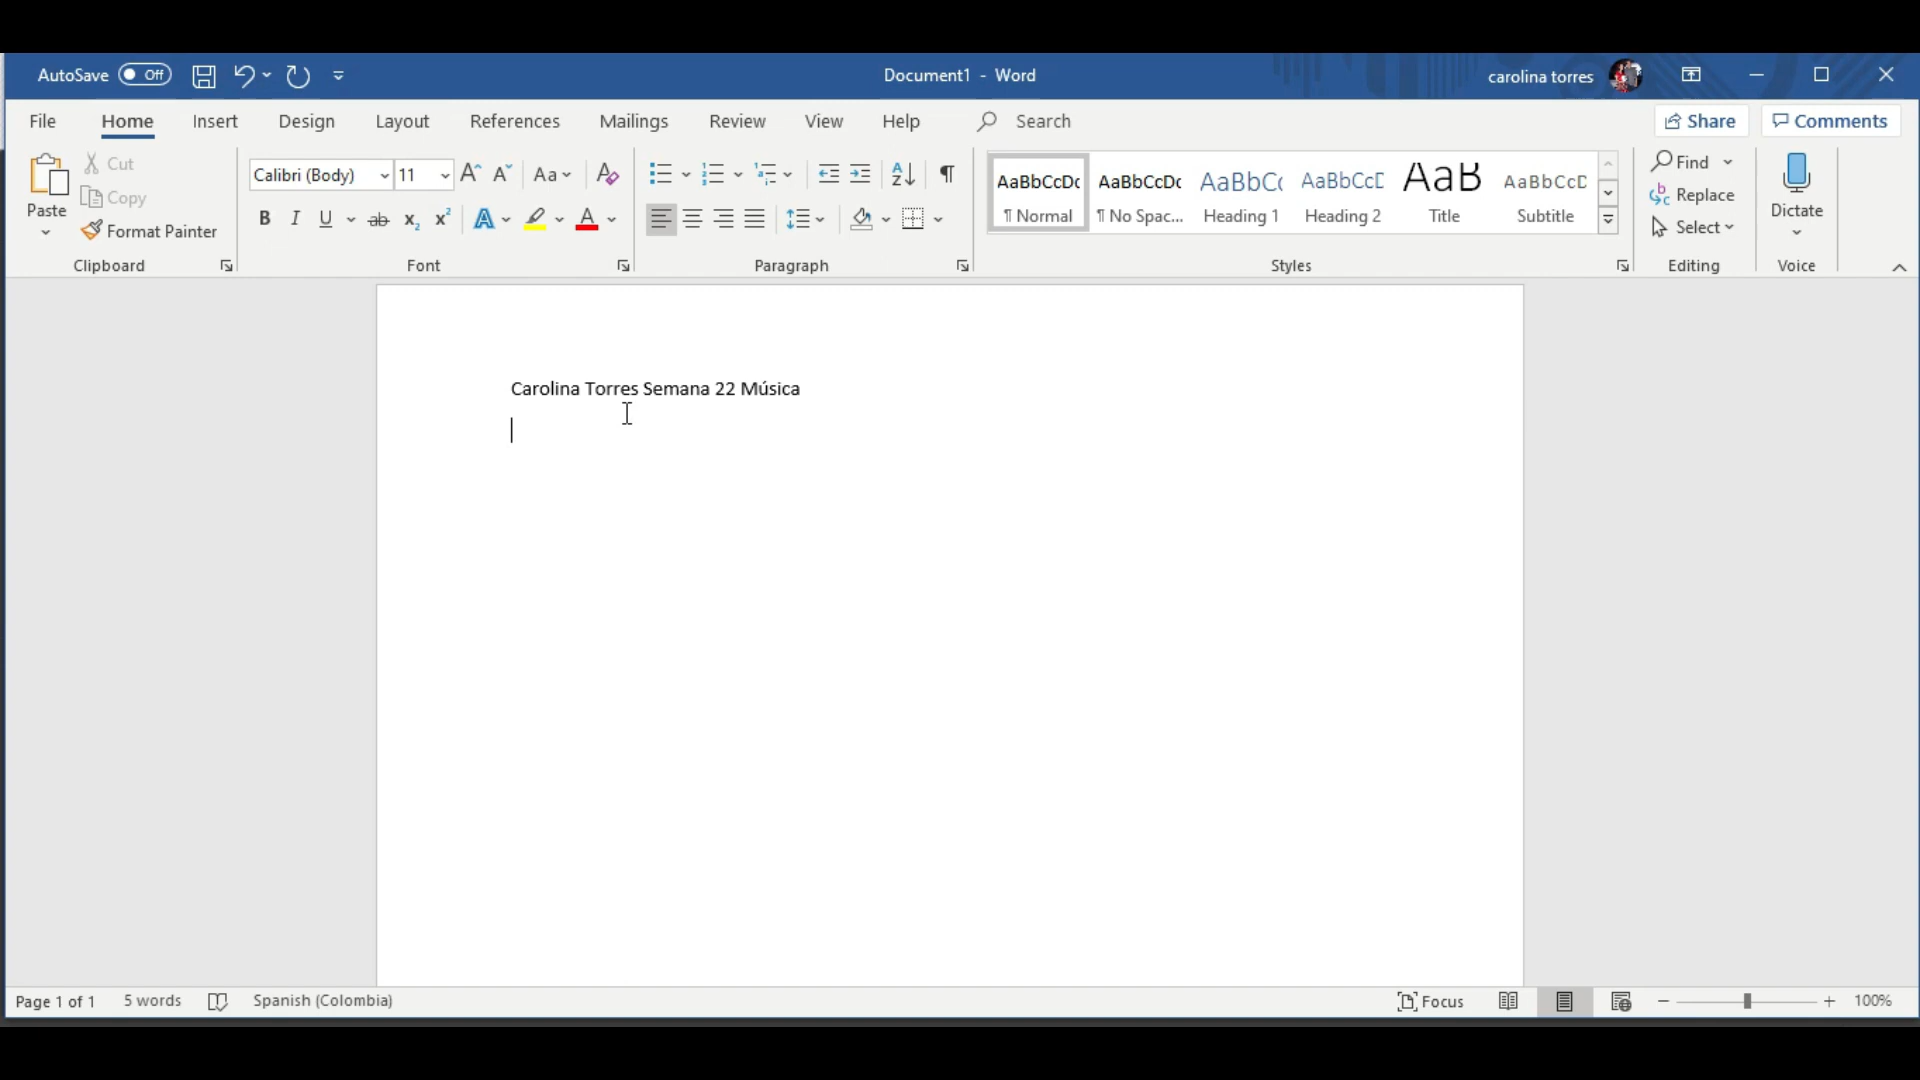 AutoSave Off Document1 - Word carolina torres
File Home Insert Design Layout References Mailings Review View Help Search Share Comments
Paste
Cut
Copy
Format Painter
Clipboard
Calibri (Body) 11
Font
Paragraph
AaBbCcDc AaBbCcDc AaBbCc AaBbCcD AaB AaBbCcD
¶ Normal ¶ No Spac... Heading 1 Heading 2 Title Subtitle
Styles
Find
Replace
Select
Editing
Dictate
Voice
Carolina Torres Semana 22 Música
Page 1 of 1 5 words Spanish (Colombia) Focus 100%